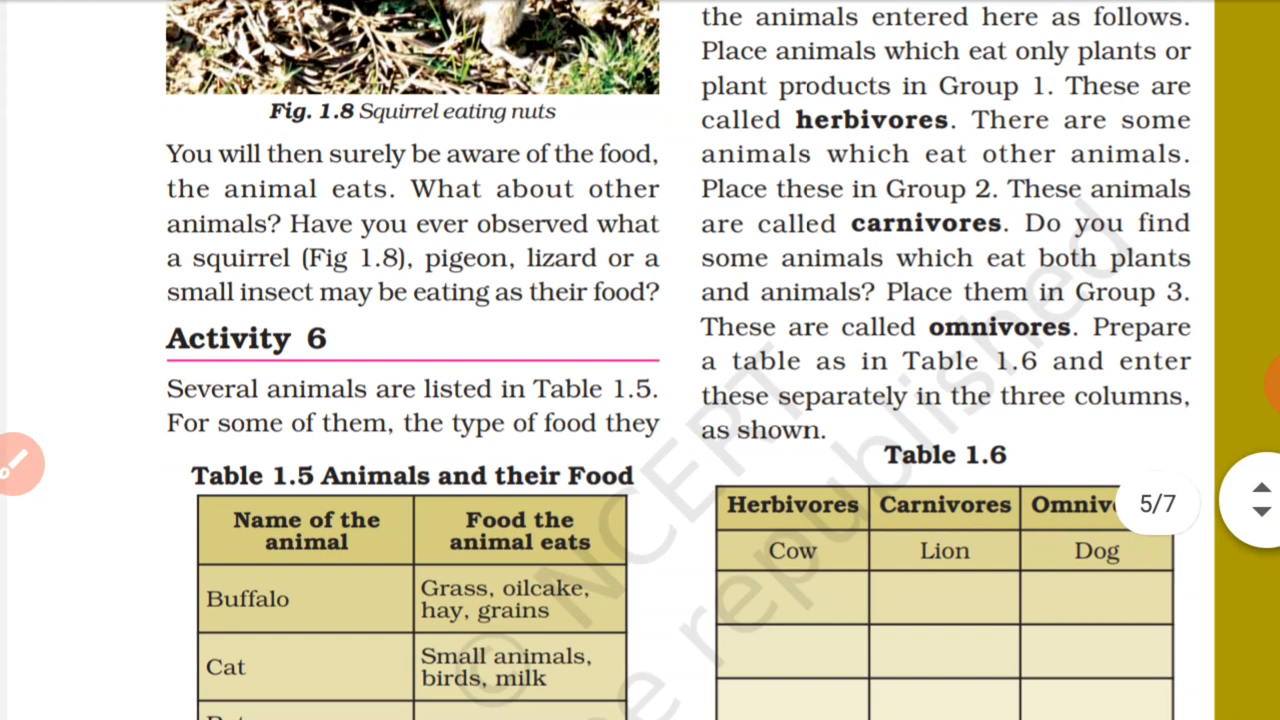 Fig. 1.8 Squirrel eating nuts
You will then surely be aware of the food,
the animal eats. What about other
animals? Have you ever observed what
a squirrel (Fig 1.8), pigeon, lizard or a
small insect may be eating as their food?
Activity 6
Several animals are listed in Table 1.5.
For some of them, the type of food they
Table 1.5 Animals and their Food
Name of the animal
Food the animal eats
Buffalo
Grass, oilcake,
hay, grains
Cat
Small animals,
birds, milk
the animals entered here as follows.
Place animals which eat only plants or
plant products in Group 1. These are
called herbivores. There are some
animals which eat other animals.
Place these in Group 2. These animals
are called carnivores. Do you find
some animals which eat both plants
and animals? Place them in Group 3.
These are called omnivores. Prepare
a table as in Table 1.6 and enter
these separately in the three columns,
as shown.
Table 1.6
Herbivores Carnivores Omniv
Cow Lion Dog
5/7
© NCERT
republished